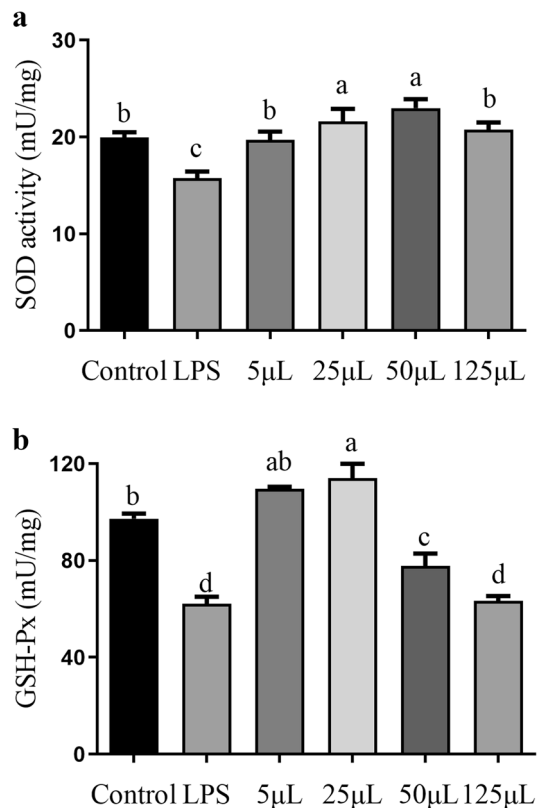 a
SOD activity (mU/mg)
30
20
10
0
b
c
b
a
a
b
Control LPS 5μL 25μL 50μL 125μL
b
GSH-Px (mU/mg)
120
80
40
0
b
d
ab
a
c
d
Control LPS 5μL 25μL 50μL 125μL